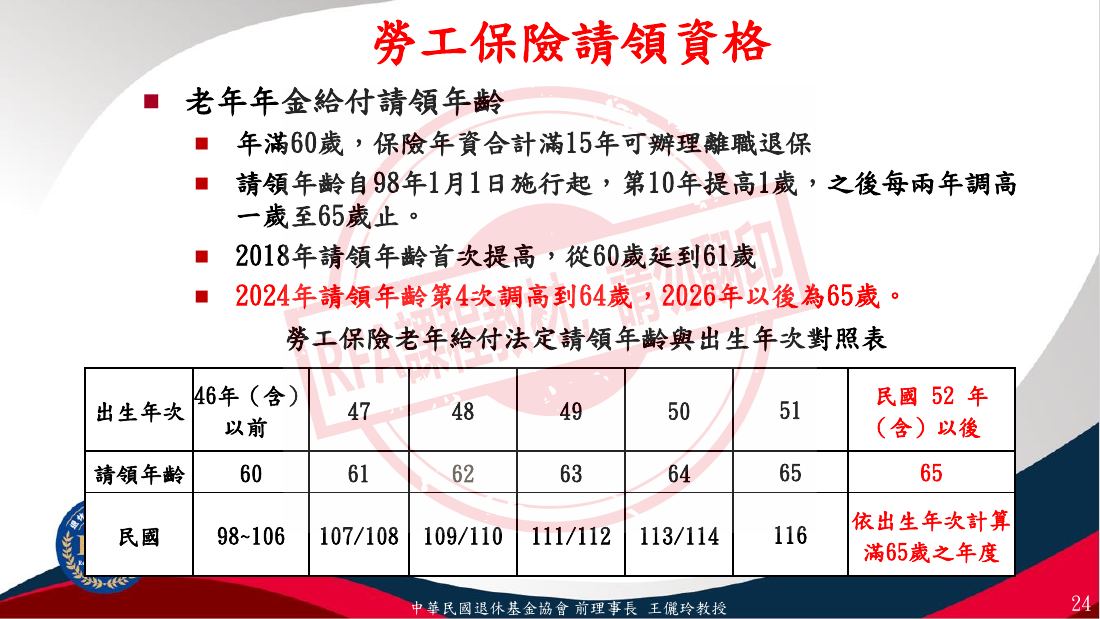 勞工保險請領資格
老年年金給付請領年齡
年滿60歲，保險年資合計滿15年可辦理離職退保
請領年齡自98年1月1日施行起，第10年提高1歲，之後每兩年調高
一歲至65歲止。
2018年請領年齡首次提高，從60歲延到61歲
2024年請領年齡第4次調高到64歲，2026年以後為65歲。
勞工保險老年給付法定請領年齡與出生年次對照表
出生年次 46年（含）以前 47 48 49 50 51 民國 52 年（含）以後
請領年齡 60 61 62 63 64 65 65
民國 98~106 107/108 109/110 111/112 113/114 116 依出生年次計算滿65歲之年度
RFA課程教材，請勿翻印
中華民國退休基金協會 前理事長 王儷玲教授
24